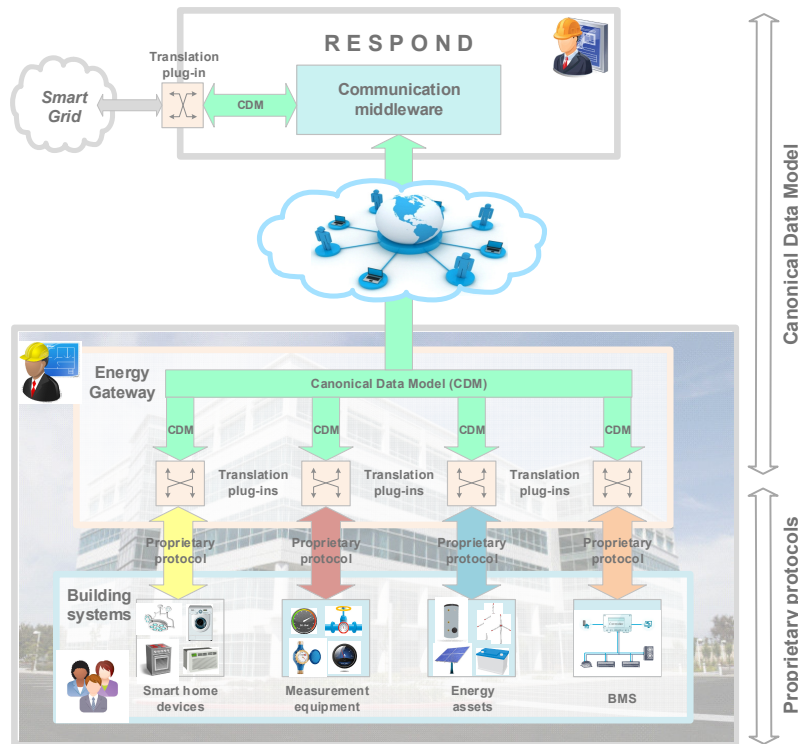 RESPOND
Translation
plug-in
Smart
Grid
CDM
Communication
middleware
Canonical Data Model
Energy
Gateway
Canonical Data Model (CDM)
CDM
CDM
CDM
CDM
Translation
plug-ins
Translation
plug-ins
Translation
plug-ins
Proprietary
protocol
Proprietary
protocol
Proprietary
protocol
Proprietary
protocol
Proprietary protocols
Building
systems
Smart home
devices
Measurement
equipment
Energy
assets
BMS